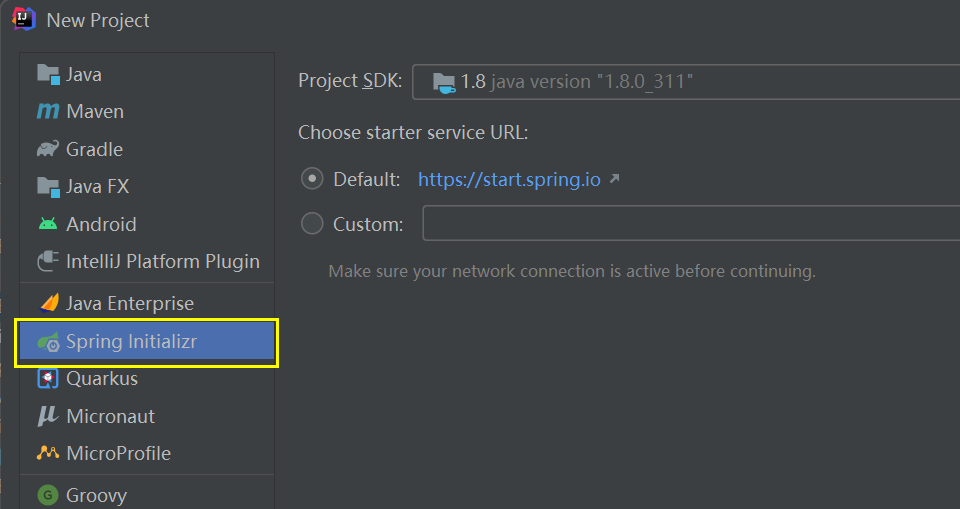 New Project
Java
Maven
Gradle
Java FX
Android
IntelliJ Platform Plugin
Java Enterprise
Spring Initializr
Quarkus
Micronaut
MicroProfile
Groovy
Project SDK: 1.8 java version "1.8.0_311"
Choose starter service URL:
Default: https://start.spring.io
Custom:
Make sure your network connection is active before continuing.